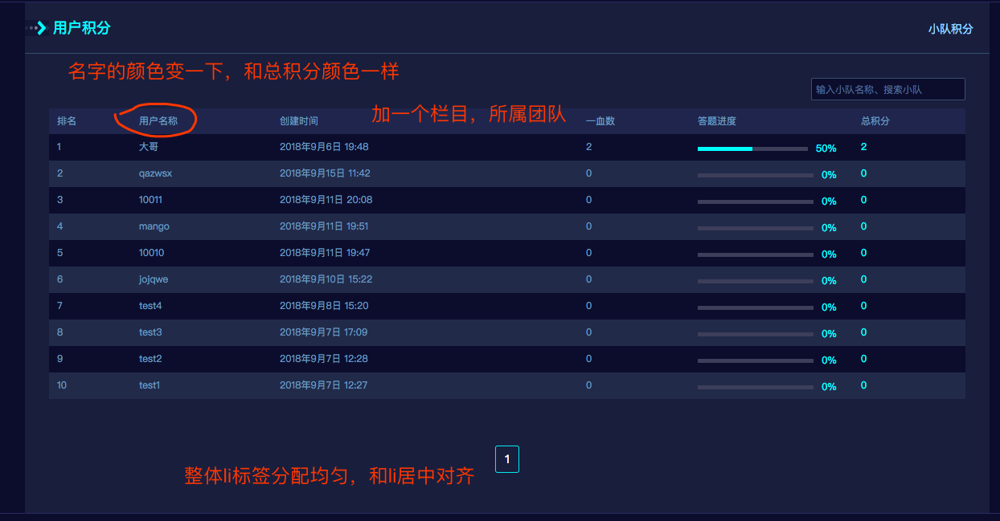 用户积分
小队积分
名字的颜色变一下，和总积分颜色一样
输入小队名称、搜索小队
加一个栏目，所属团队
排名 用户名称 创建时间 一血数 答题进度 总积分
1 大哥 2018年9月6日 19:48 2 50% 2
2 qazwsx 2018年9月15日 11:42 0 0% 0
3 10011 2018年9月11日 20:08 0 0% 0
4 mango 2018年9月11日 19:51 0 0% 0
5 10010 2018年9月11日 19:47 0 0% 0
6 jojqwe 2018年9月10日 15:22 0 0% 0
7 test4 2018年9月8日 15:20 0 0% 0
8 test3 2018年9月7日 17:09 0 0% 0
9 test2 2018年9月7日 12:28 0 0% 0
10 test1 2018年9月7日 12:27 0 0% 0
1
整体li标签分配均匀，和li居中对齐